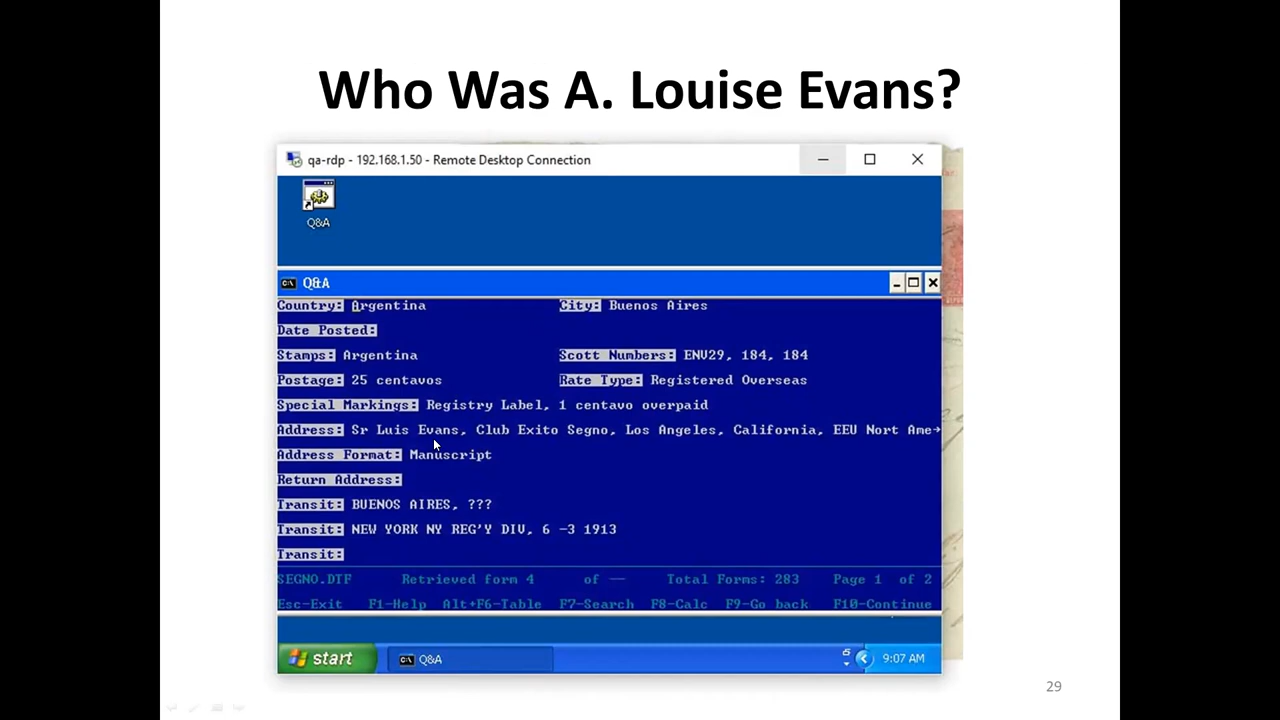 Who Was A. Louise Evans?
qa-rdp - 192.168.1.50 - Remote Desktop Connection
Q&A
Q&A
Country: Argentina City: Buenos Aires
Date Posted:
Stamps: Argentina Scott Numbers: ENV29, 184, 184
Postage: 25 centavos Rate Type: Registered Overseas
Special Markings: Registry Label, 1 centavo overpaid
Address: Sr Luis Evans, Club Exito Segno, Los Angeles, California, EEU Nort Ame→
Address Format: Manuscript
Return Address:
Transit: BUENOS AIRES, ???
Transit: NEW YORK NY REG'Y DIV, 6 -3 1913
Transit:
SEGNO.DTF Retrieved form 4 of -- Total Forms: 283 Page 1 of 2
Esc-Exit F1-Help Alt+F6-Table F7-Search F8-Calc F9-Go back F10-Continue
start Q&A 9:07 AM
29